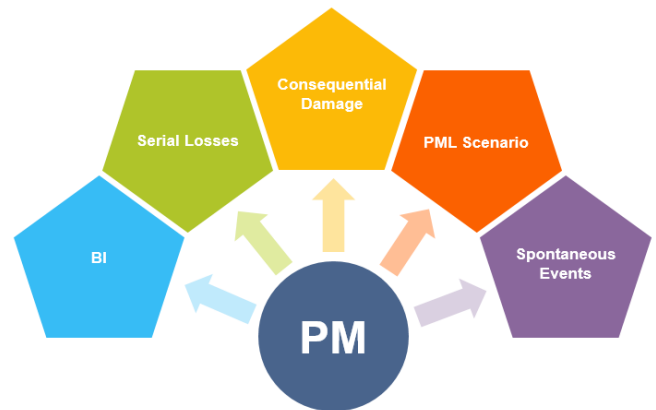 Consequential
Damage
Serial Losses
PML Scenario
BI
Spontaneous
Events
PM